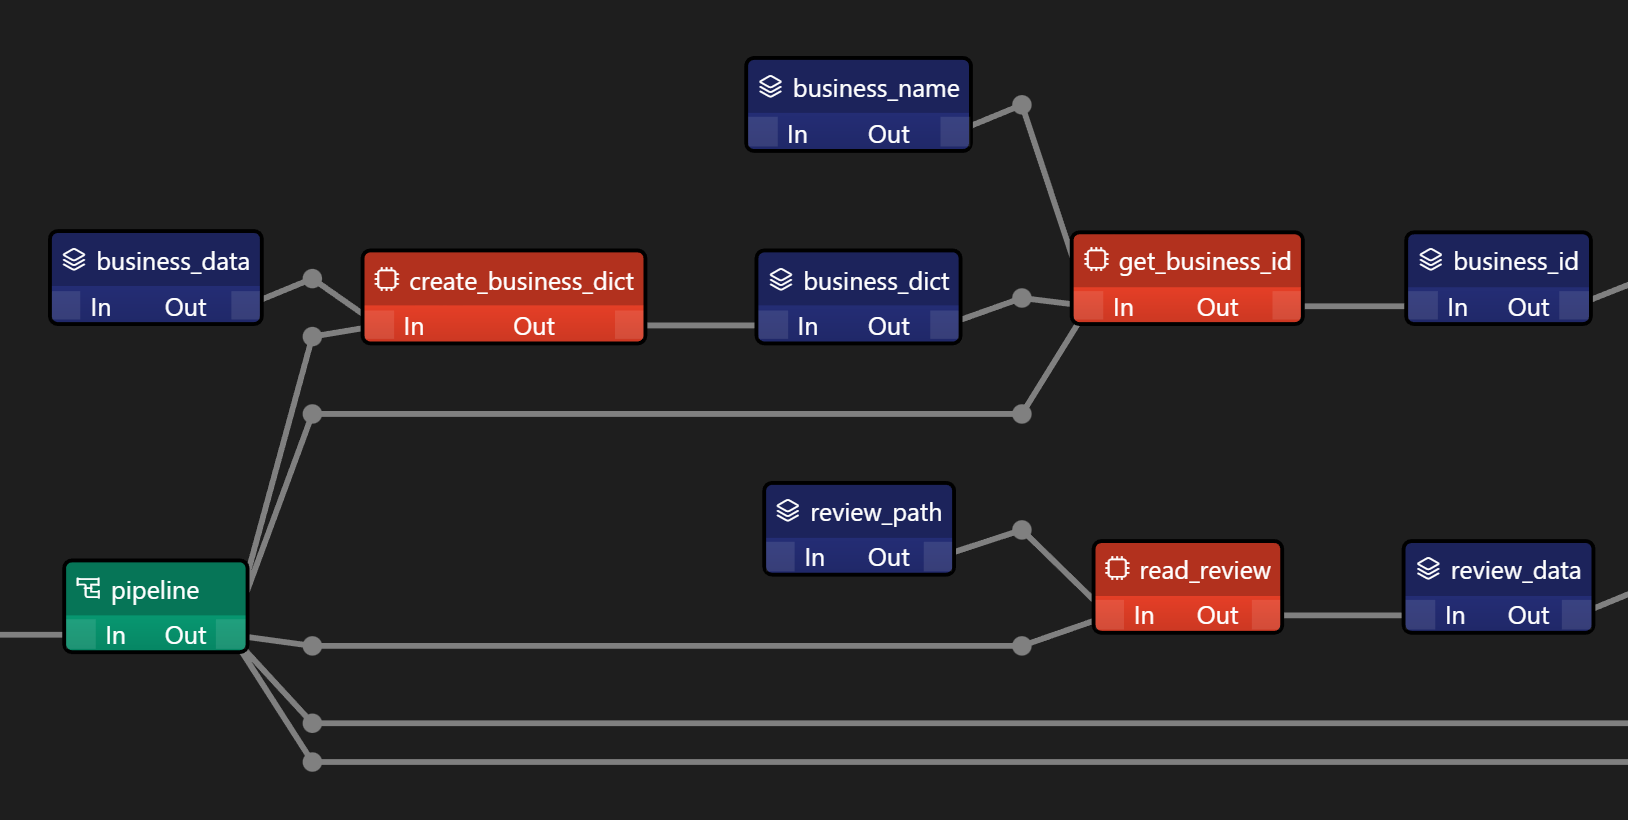 business_name
In Out
business_data
In Out
create_business_dict
In Out
business_dict
In Out
get_business_id
In Out
business_id
In Out
review_path
In Out
pipeline
In Out
read_review
In Out
review_data
In Out